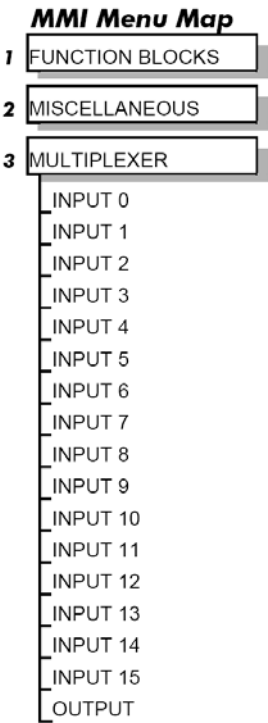 MMI Menu Map
1 FUNCTION BLOCKS
2 MISCELLANEOUS
3 MULTIPLEXER
INPUT 0
INPUT 1
INPUT 2
INPUT 3
INPUT 4
INPUT 5
INPUT 6
INPUT 7
INPUT 8
INPUT 9
INPUT 10
INPUT 11
INPUT 12
INPUT 13
INPUT 14
INPUT 15
OUTPUT